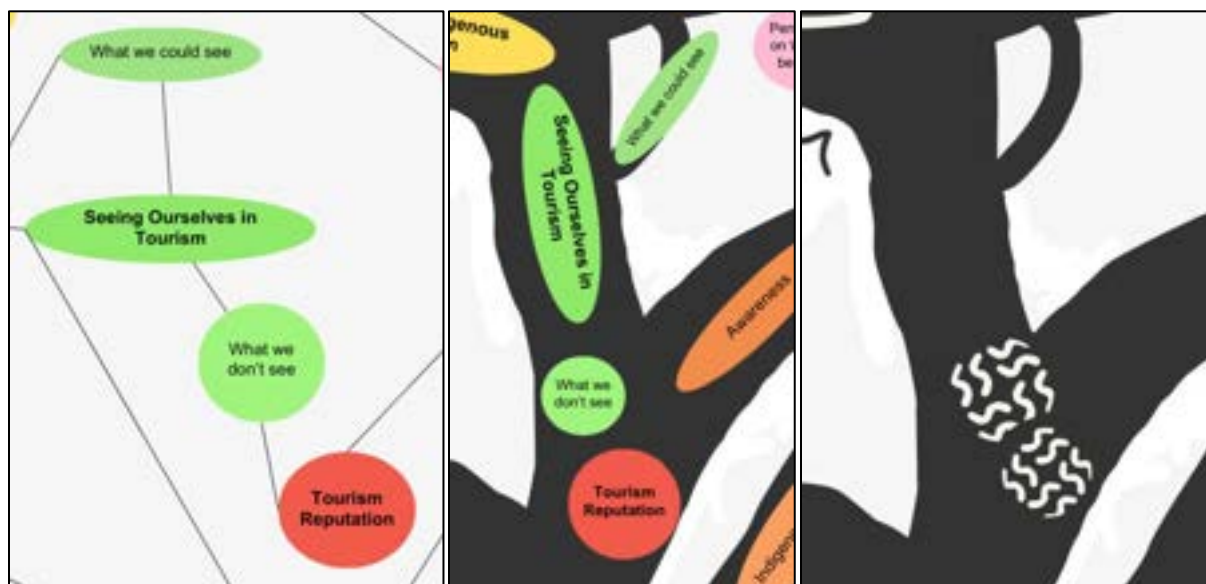 What we could see
Seeing Ourselves in
Tourism
What we
don't see
Tourism
Reputation
genous
What we could see
Seeing Ourselves in
Tourism
Awareness
What we
don't see
Tourism
Reputation